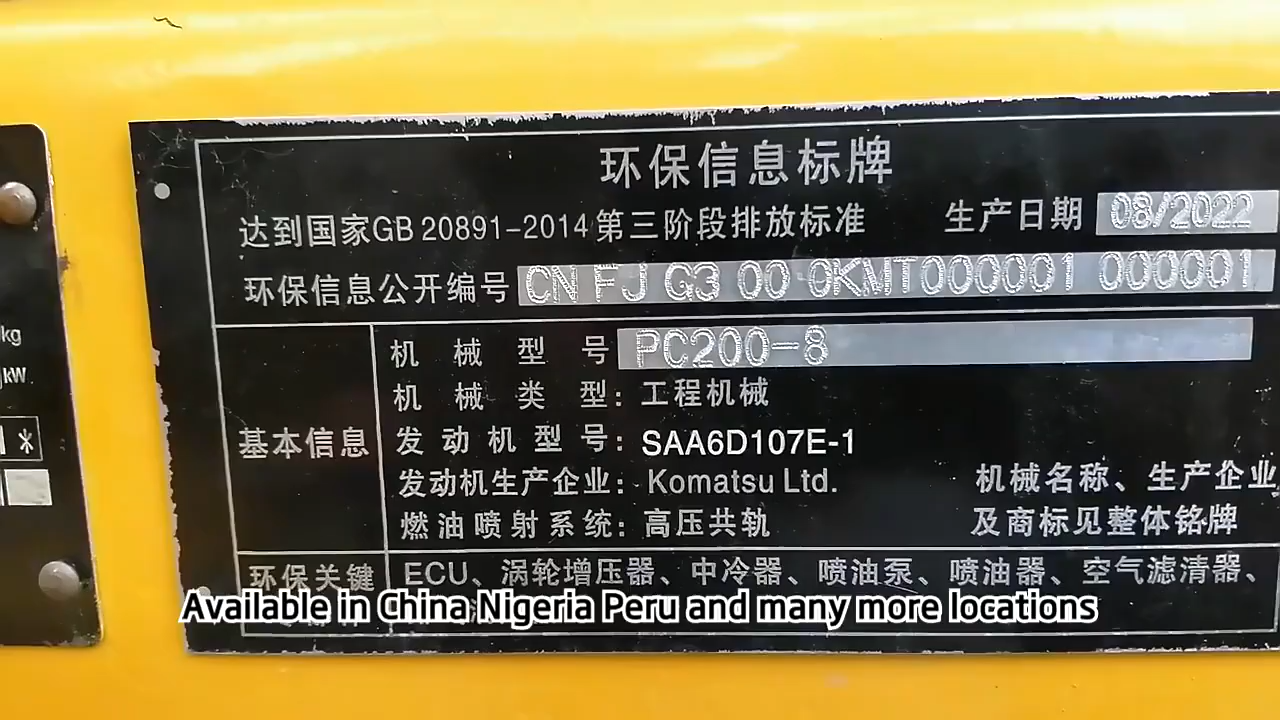 环保信息标牌
达到国家GB 20891-2014第三阶段排放标准 生产日期 08/2022
环保信息公开编号 CN FJ G3 00 0KMT000001 000001
机械型号 PC200-8
机械类型：工程机械
基本信息
发动机型号：SAA6D107E-1
发动机生产企业：Komatsu Ltd. 机械名称、生产企业
燃油喷射系统：高压共轨 及商标见整体铭牌
环保关键 ECU、涡轮增压器、中冷器、喷油泵、喷油器、空气滤清器、
Available in China Nigeria Peru and many more locations
kg
kW
*